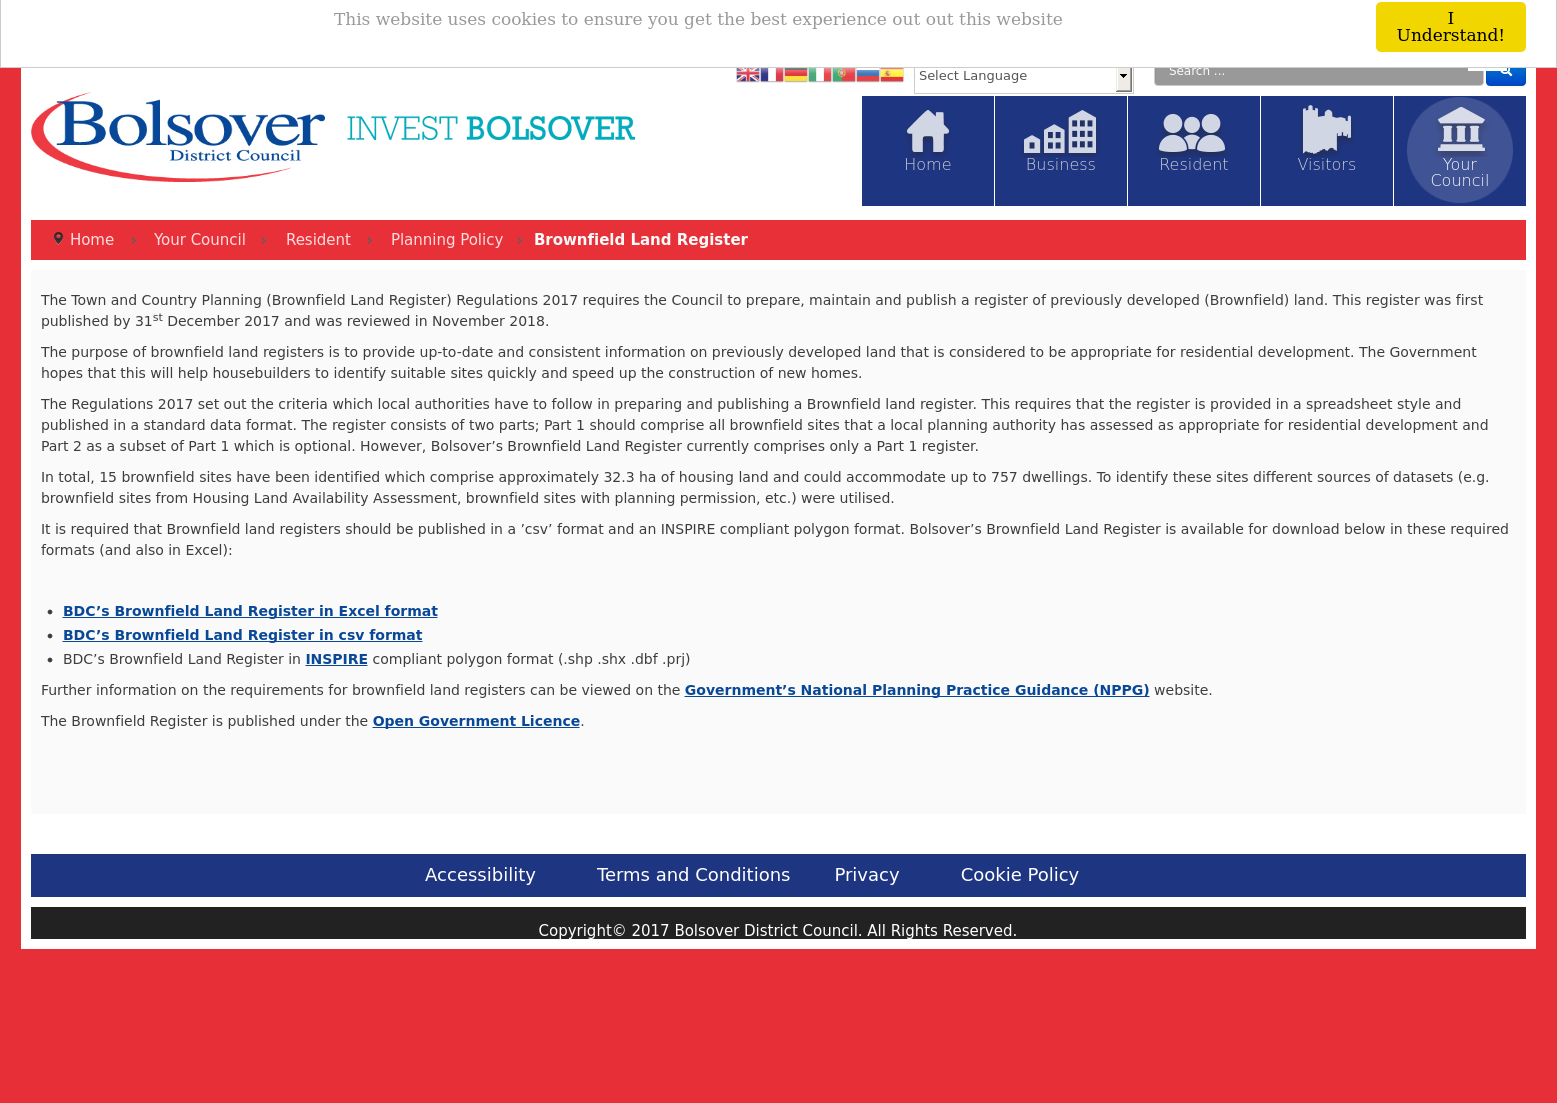 This website uses cookies to ensure you get the best experience out out this website
I
Understand!
Select Language
Search ...
Bolsover
District Council
INVEST BOLSOVER
Home
Business
Resident
Visitors
Your
Council
Home
Your Council
Resident
Planning Policy
Brownfield Land Register
The Town and Country Planning (Brownfield Land Register) Regulations 2017 requires the Council to prepare, maintain and publish a register of previously developed (Brownfield) land. This register was first
published by 31st December 2017 and was reviewed in November 2018.
The purpose of brownfield land registers is to provide up-to-date and consistent information on previously developed land that is considered to be appropriate for residential development. The Government
hopes that this will help housebuilders to identify suitable sites quickly and speed up the construction of new homes.
The Regulations 2017 set out the criteria which local authorities have to follow in preparing and publishing a Brownfield land register. This requires that the register is provided in a spreadsheet style and
published in a standard data format. The register consists of two parts; Part 1 should comprise all brownfield sites that a local planning authority has assessed as appropriate for residential development and
Part 2 as a subset of Part 1 which is optional. However, Bolsover’s Brownfield Land Register currently comprises only a Part 1 register.
In total, 15 brownfield sites have been identified which comprise approximately 32.3 ha of housing land and could accommodate up to 757 dwellings. To identify these sites different sources of datasets (e.g.
brownfield sites from Housing Land Availability Assessment, brownfield sites with planning permission, etc.) were utilised.
It is required that Brownfield land registers should be published in a ’csv’ format and an INSPIRE compliant polygon format. Bolsover’s Brownfield Land Register is available for download below in these required
formats (and also in Excel):
• BDC’s Brownfield Land Register in Excel format
• BDC’s Brownfield Land Register in csv format
• BDC’s Brownfield Land Register in INSPIRE compliant polygon format (.shp .shx .dbf .prj)
Further information on the requirements for brownfield land registers can be viewed on the Government’s National Planning Practice Guidance (NPPG) website.
The Brownfield Register is published under the Open Government Licence.
Accessibility
Terms and Conditions
Privacy
Cookie Policy
Copyright© 2017 Bolsover District Council. All Rights Reserved.